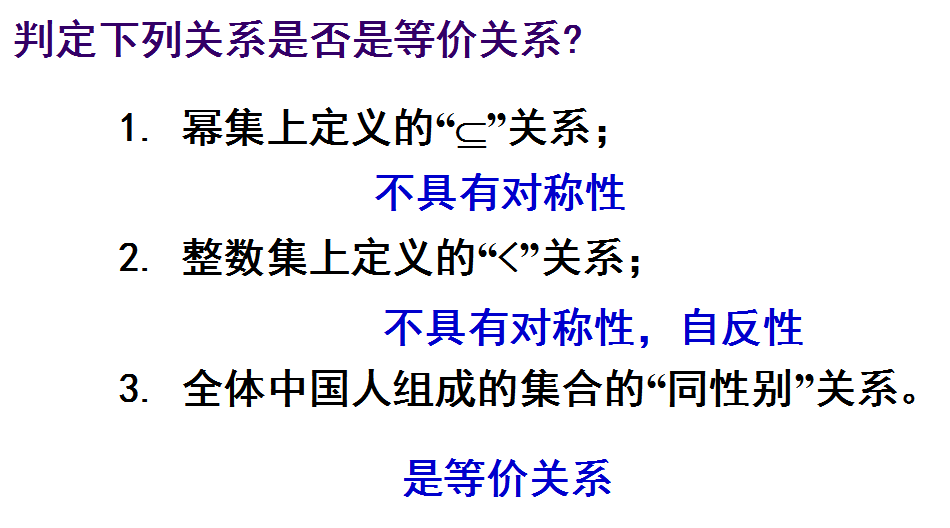 判定下列关系是否是等价关系?
1. 幂集上定义的“⊆”关系；
不具有对称性
2. 整数集上定义的“<”关系；
不具有对称性，自反性
3. 全体中国人组成的集合的“同性别”关系。
是等价关系